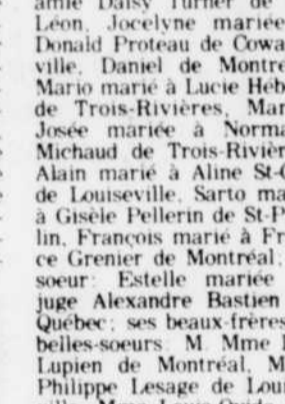 amie Daisy Turner de
Léon, Jocelyne mariée
Donald Proteau de Cowa
ville, Daniel de Montré
Mario marié à Lucie Héb
de Trois-Rivières, Mar
Josée mariée à Norma
Michaud de Trois-Rivièr
Alain marié à Aline St-
de Louiseville, Sarto ma
à Gisèle Pellerin de St-P
lin, François marié à Fr
ce Grenier de Montréal;
soeur: Estelle mariée
juge Alexandre Bastien
Québec; ses beaux-frères
belles-soeurs M. Mme
Lupien de Montréal, M
Philippe Lesage de Lou